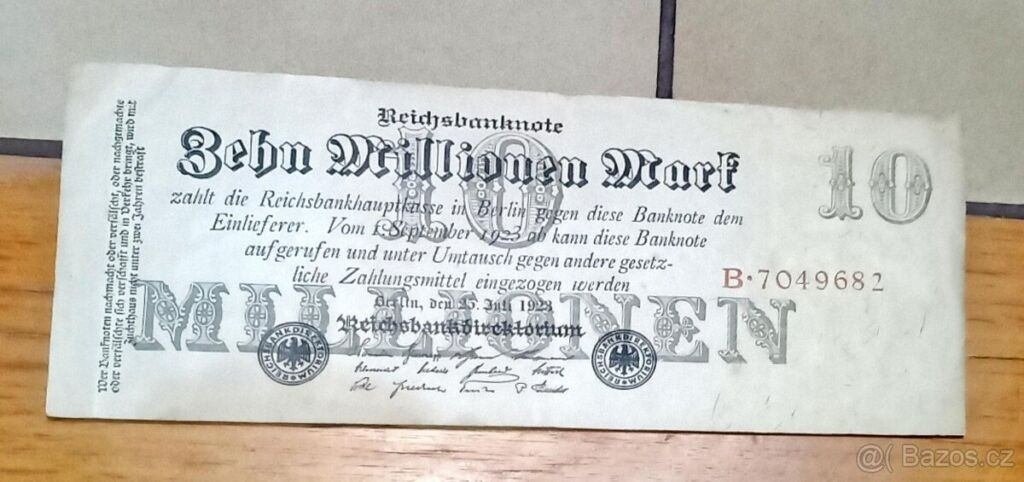 Reichsbanknote
10
Zehn Millionen Mark
10
zahlt die Reichsbankhauptkasse in Berlin gegen diese Banknote dem
Einlieferer. Vom 1. September 1923 ab kann diese Banknote
aufgerufen und unter Umtausch gegen andere gesetz-
liche Zahlungsmittel eingezogen werden
B·7049682
MILLIONEN
Berlin, den 25. Juli 1923
Reichsbankdirektorium
REICHSBANKDIREKTORIUM
REICHSBANKDIREKTORIUM
Wer Banknoten nachmacht oder verfälscht, oder nachgemachte
oder verfälschte sich verschafft und in Verkehr bringt, wird mit
Zuchthaus nicht unter zwei Jahren bestraft
@( Bazos.cz